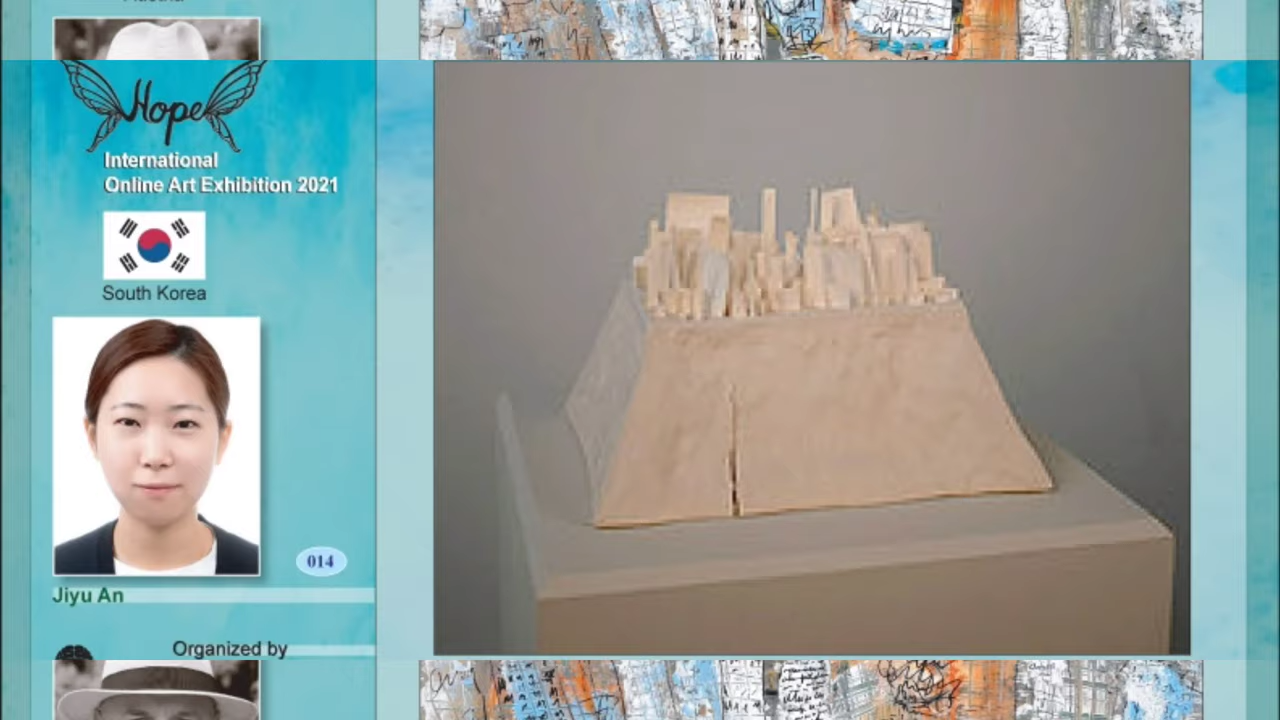 Hope
International
Online Art Exhibition 2021
South Korea
014
Jiyu An
Organized by